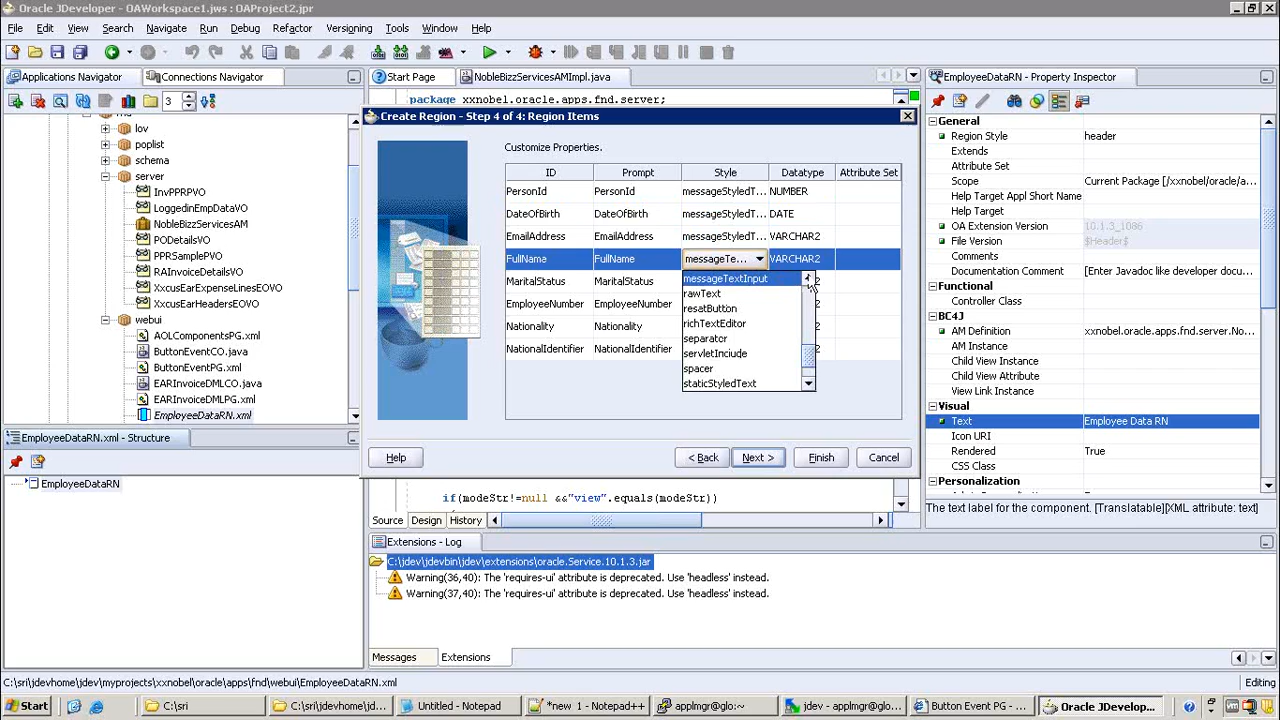 Oracle JDeveloper - OAWorkspace1.jws : OAProject2.jpr
File Edit View Search Navigate Run Debug Refactor Versioning Tools Window Help
Applications Navigator Connections Navigator
3
lov
poplist
schema
server
InvPPRPVO
LoggedinEmpDataVO
NobleBizzServicesAM
PODetailsVO
PPRSamplePVO
RAInvoiceDetailsVO
XxcusEarExpenseLinesEOVO
XxcusEarHeadersEOVO
webui
AOLComponentsPG.xml
ButtonEventCO.java
ButtonEventPG.xml
EARInvoiceDMLCO.java
EARInvoiceDMLPG.xml
EmployeeDataRN.xml
EmployeeDataRN.xml - Structure
EmployeeDataRN
Start Page NobleBizzServicesAMImpl.java
package xxnobel.oracle.apps.fnd.server;
Create Region - Step 4 of 4: Region Items
Customize Properties.
ID Prompt Style Datatype Attribute Set
PersonId PersonId messageStyledT... NUMBER
DateOfBirth DateOfBirth messageStyledT... DATE
EmailAddress EmailAddress messageStyledT... VARCHAR2
FullName FullName messageTe... VARCHAR2
MaritalStatus MaritalStatus
EmployeeNumber EmployeeNumber
Nationality Nationality
NationalIdentifier NationalIdentifier
messageTextInput
rawText
resetButton
richTextEditor
separator
servletInclude
spacer
staticStyledText
Help < Back Next > Finish Cancel
if(modeStr!=null &&"view".equals(modeStr))
Source Design History
Extensions - Log
C:\jdev\jdevbin\jdev\extensions\oracle.Service.10.1.3.jar
Warning(36,40): The 'requires-ui' attribute is deprecated. Use 'headless' instead.
Warning(37,40): The 'requires-ui' attribute is deprecated. Use 'headless' instead.
Messages Extensions
EmployeeDataRN - Property Inspector
General
Region Style header
Extends
Attribute Set
Scope Current Package [/xxnobel/oracle/a...
Help Target Appl Short Name
Help Target
OA Extension Version 10.1.3_1086
File Version $Header$
Comments
Documentation Comment [Enter Javadoc like developer docu...
Functional
Controller Class
BC4J
AM Definition xxnobel.oracle.apps.fnd.server.No...
AM Instance
Child View Instance
Child View Attribute
View Link Instance
Visual
Text Employee Data RN
Icon URI
Rendered True
CSS Class
Personalization
The text label for the component. [Translatable][XML attribute: text]
C:\sri\jdevhome\jdev\myprojects\xxnobel\oracle\apps\fnd\webui\EmployeeDataRN.xml
Editing
Start C:\sri C:\sri\jdevhome\jd... Untitled - Notepad *new 1 - Notepad++ applmgr@glo:~ jdev - applmgr@glo... Button Event PG - ... Oracle JDevelop...